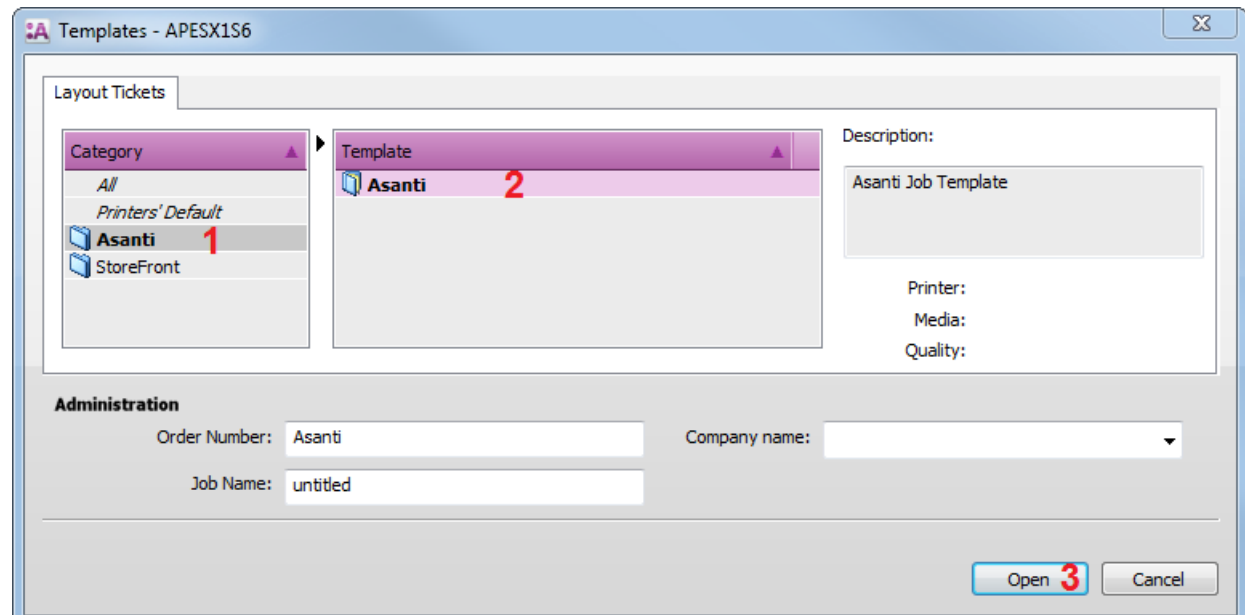 :A Templates - APESX1S6
Layout Tickets
Category
All
Printers' Default
Asanti 1
StoreFront
Template
Asanti 2
Description:
Asanti Job Template
Printer:
Media:
Quality:
Administration
Order Number: Asanti Company name:
Job Name: untitled
Open 3 Cancel